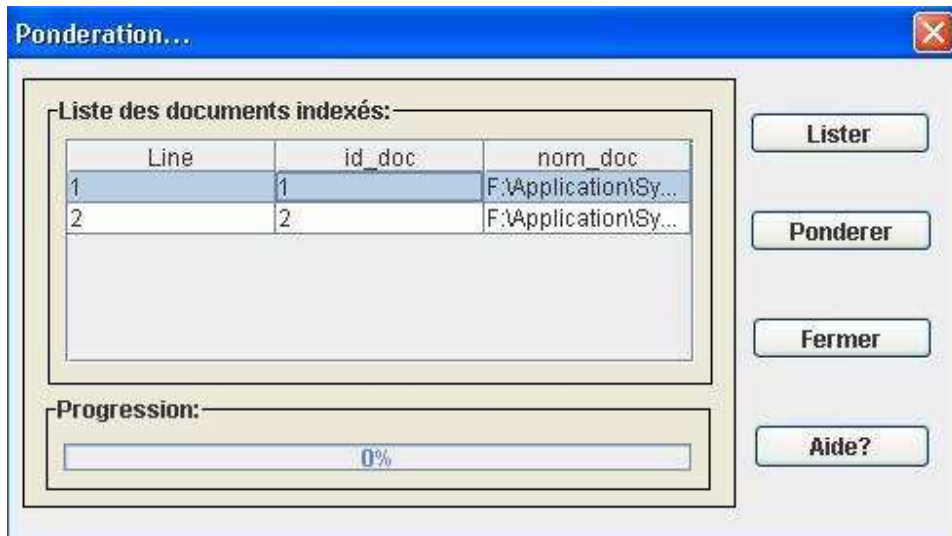 Ponderation...
Liste des documents indexés:
Line id_doc nom_doc
1 1 F:\Application\Sy...
2 2 F:\Application\Sy...
Progression:
0%
Lister
Ponderer
Fermer
Aide?